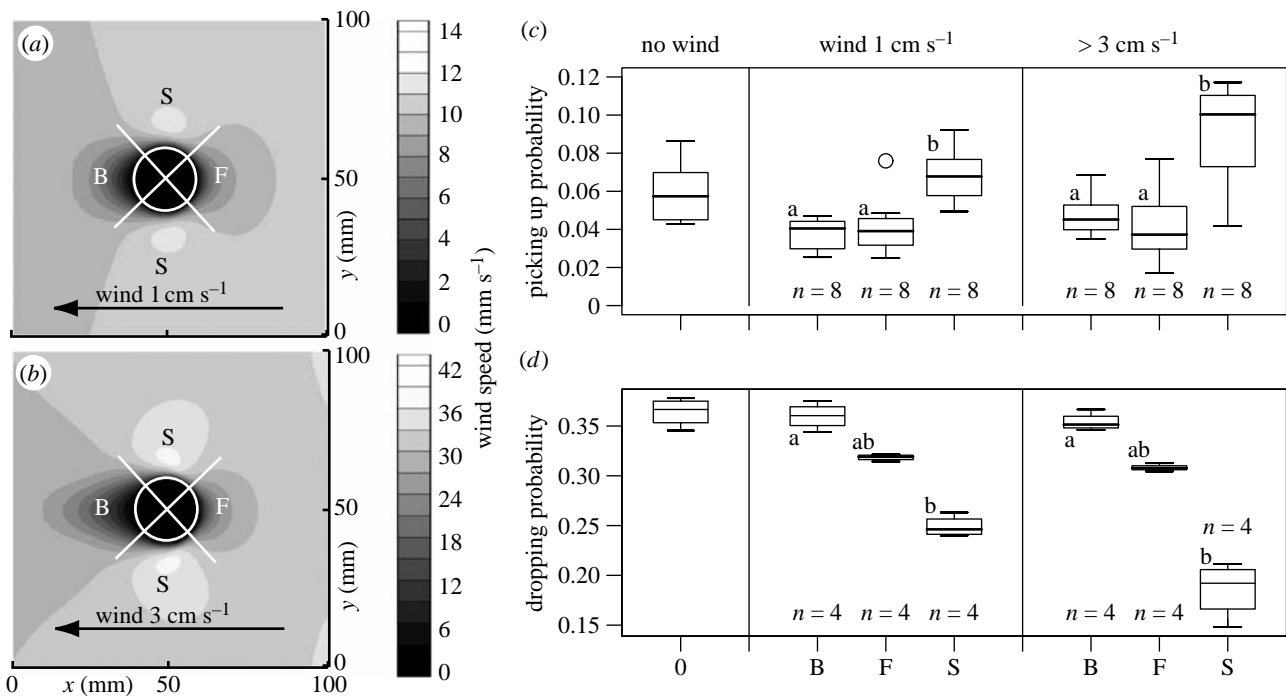 (a)
S
B
F
S
wind 1 cm s⁻¹
100
50
0
y (mm)
14
12
10
8
6
4
2
0
wind speed (mm s⁻¹)
(b)
S
B
F
S
wind 3 cm s⁻¹
100
50
0
y (mm)
0
x (mm)
50
100
42
36
30
24
18
12
6
0
(c)
no wind
wind 1 cm s⁻¹
> 3 cm s⁻¹
picking up probability
0.12
0.10
0.08
0.06
0.04
0.02
0
a
a
b
a
a
b
n = 8
n = 8
n = 8
n = 8
n = 8
n = 8
(d)
dropping probability
0.35
0.30
0.25
0.20
0.15
a
ab
b
a
ab
n = 4
b
n = 4
n = 4
n = 4
n = 4
n = 4
0
B
F
S
B
F
S